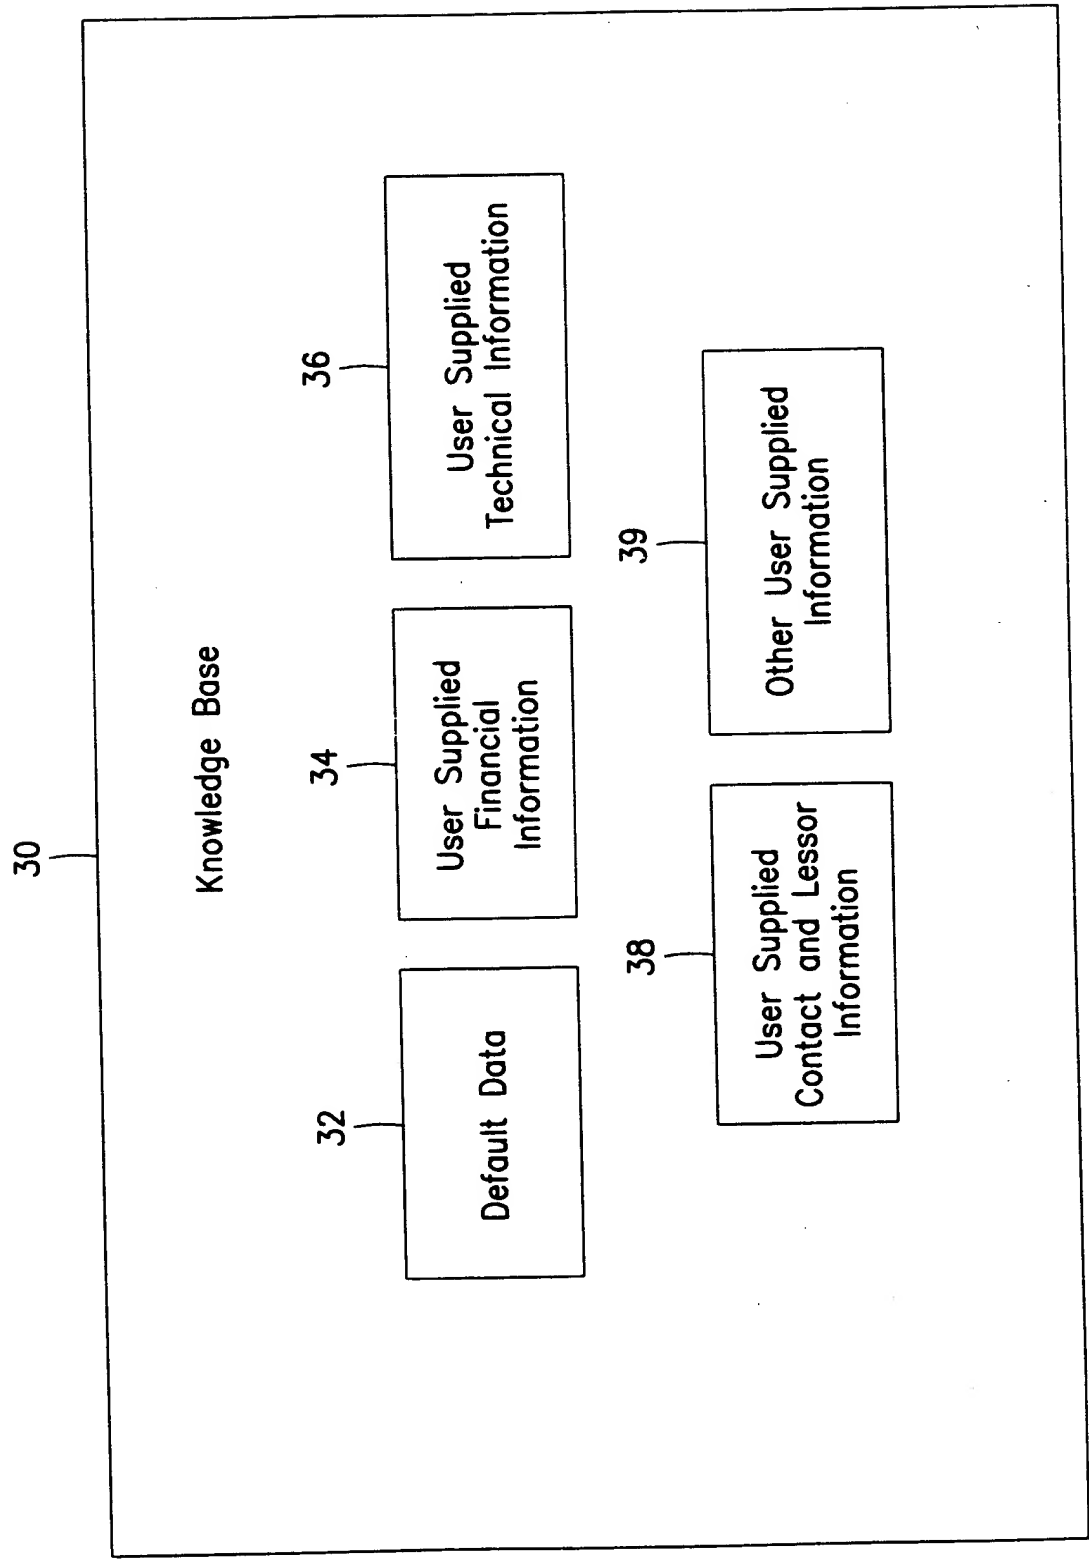 30
Knowledge Base
32
Default Data
34
User Supplied
Financial
Information
36
User Supplied
Technical Information
38
User Supplied
Contact and Lessor
Information
39
Other User Supplied
Information